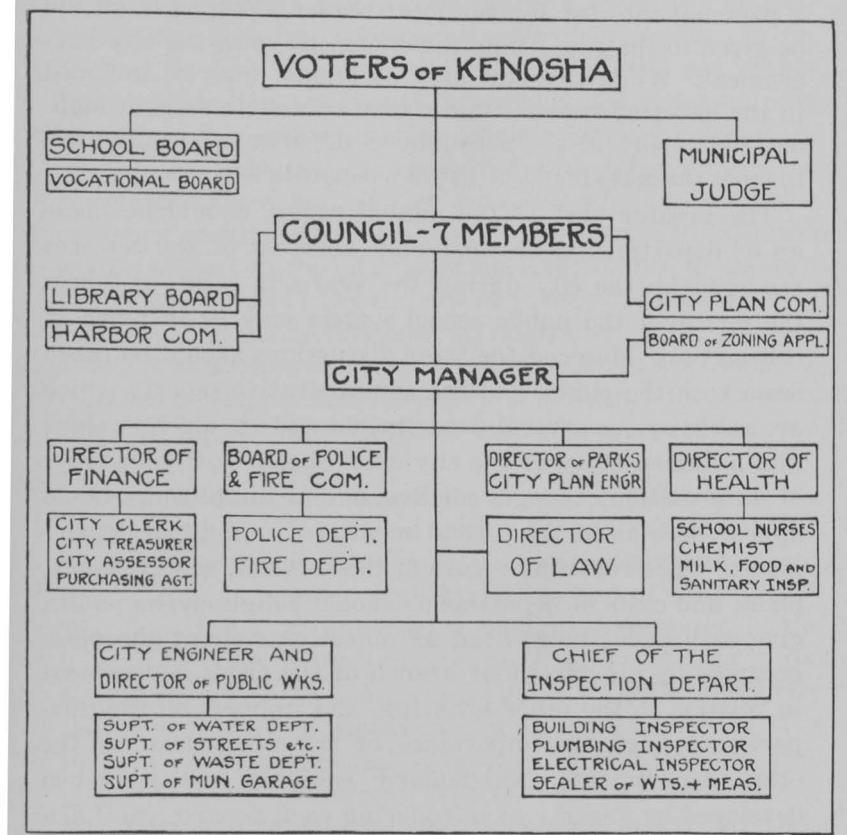 VOTERS OF KENOSHA
SCHOOL BOARD
VOCATIONAL BOARD
MUNICIPAL
JUDGE
COUNCIL-7 MEMBERS
LIBRARY BOARD
HARBOR COM.
CITY PLAN COM.
BOARD OF ZONING APPL.
CITY MANAGER
DIRECTOR OF
FINANCE
CITY CLERK
CITY TREASURER
CITY ASSESSOR
PURCHASING AGT.
BOARD OF POLICE
& FIRE COM.
POLICE DEPT.
FIRE DEPT.
DIRECTOR OF PARKS
CITY PLAN ENGR
DIRECTOR
OF LAW
DIRECTOR OF
HEALTH
SCHOOL NURSES
CHEMIST
MILK, FOOD AND
SANITARY INSP.
CITY ENGINEER AND
DIRECTOR OF PUBLIC WKS.
SUPT. OF WATER DEPT.
SUPT. OF STREETS etc.
SUPT. OF WASTE DEPT.
SUPT. OF MUN. GARAGE
CHIEF OF THE
INSPECTION DEPART.
BUILDING INSPECTOR
PLUMBING INSPECTOR
ELECTRICAL INSPECTOR
SEALER OF WTS. + MEAS.